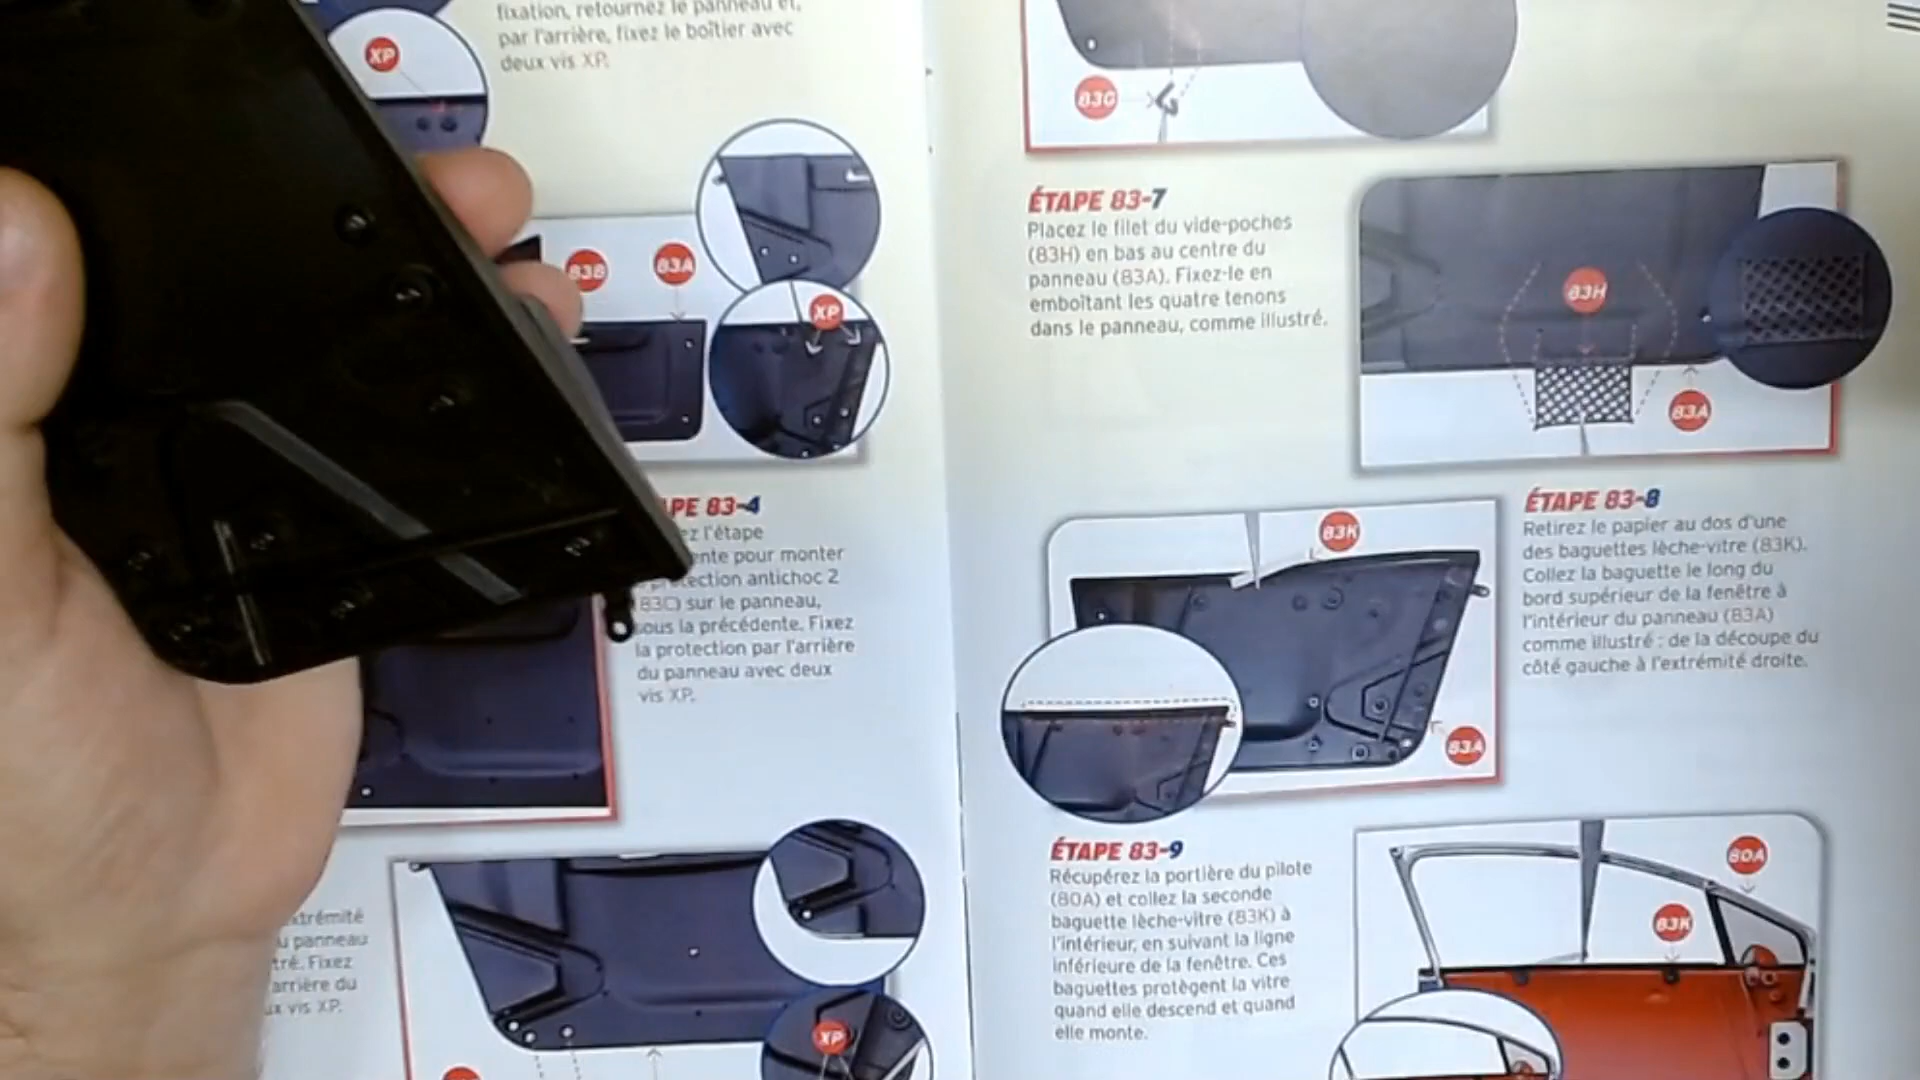 fixation, retournez le panneau et,
par l'arrière, fixez le boîtier avec
deux vis XP.
XP
83B
83A
XP
PE 83-4
ez l'étape
ente pour monter
protection antichoc 2
(83C) sur le panneau,
sous la précédente. Fixez
la protection par l'arrière
du panneau avec deux
vis XP.
xtrémité
u panneau
tré. Fixez
arrière du
ux vis XP.
XP
83G
ÉTAPE 83-7
Placez le filet du vide-poches
(83H) en bas au centre du
panneau (83A). Fixez-le en
emboîtant les quatre tenons
dans le panneau, comme illustré.
83H
83A
83K
83A
ÉTAPE 83-8
Retirez le papier au dos d'une
des baguettes lèche-vitre (83K).
Collez la baguette le long du
bord supérieur de la fenêtre à
l'intérieur du panneau (83A)
comme illustré : de la découpe du
côté gauche à l'extrémité droite.
ÉTAPE 83-9
Récupérez la portière du pilote
(80A) et collez la seconde
baguette lèche-vitre (83K) à
l'intérieur, en suivant la ligne
inférieure de la fenêtre. Ces
baguettes protègent la vitre
quand elle descend et quand
elle monte.
80A
83K